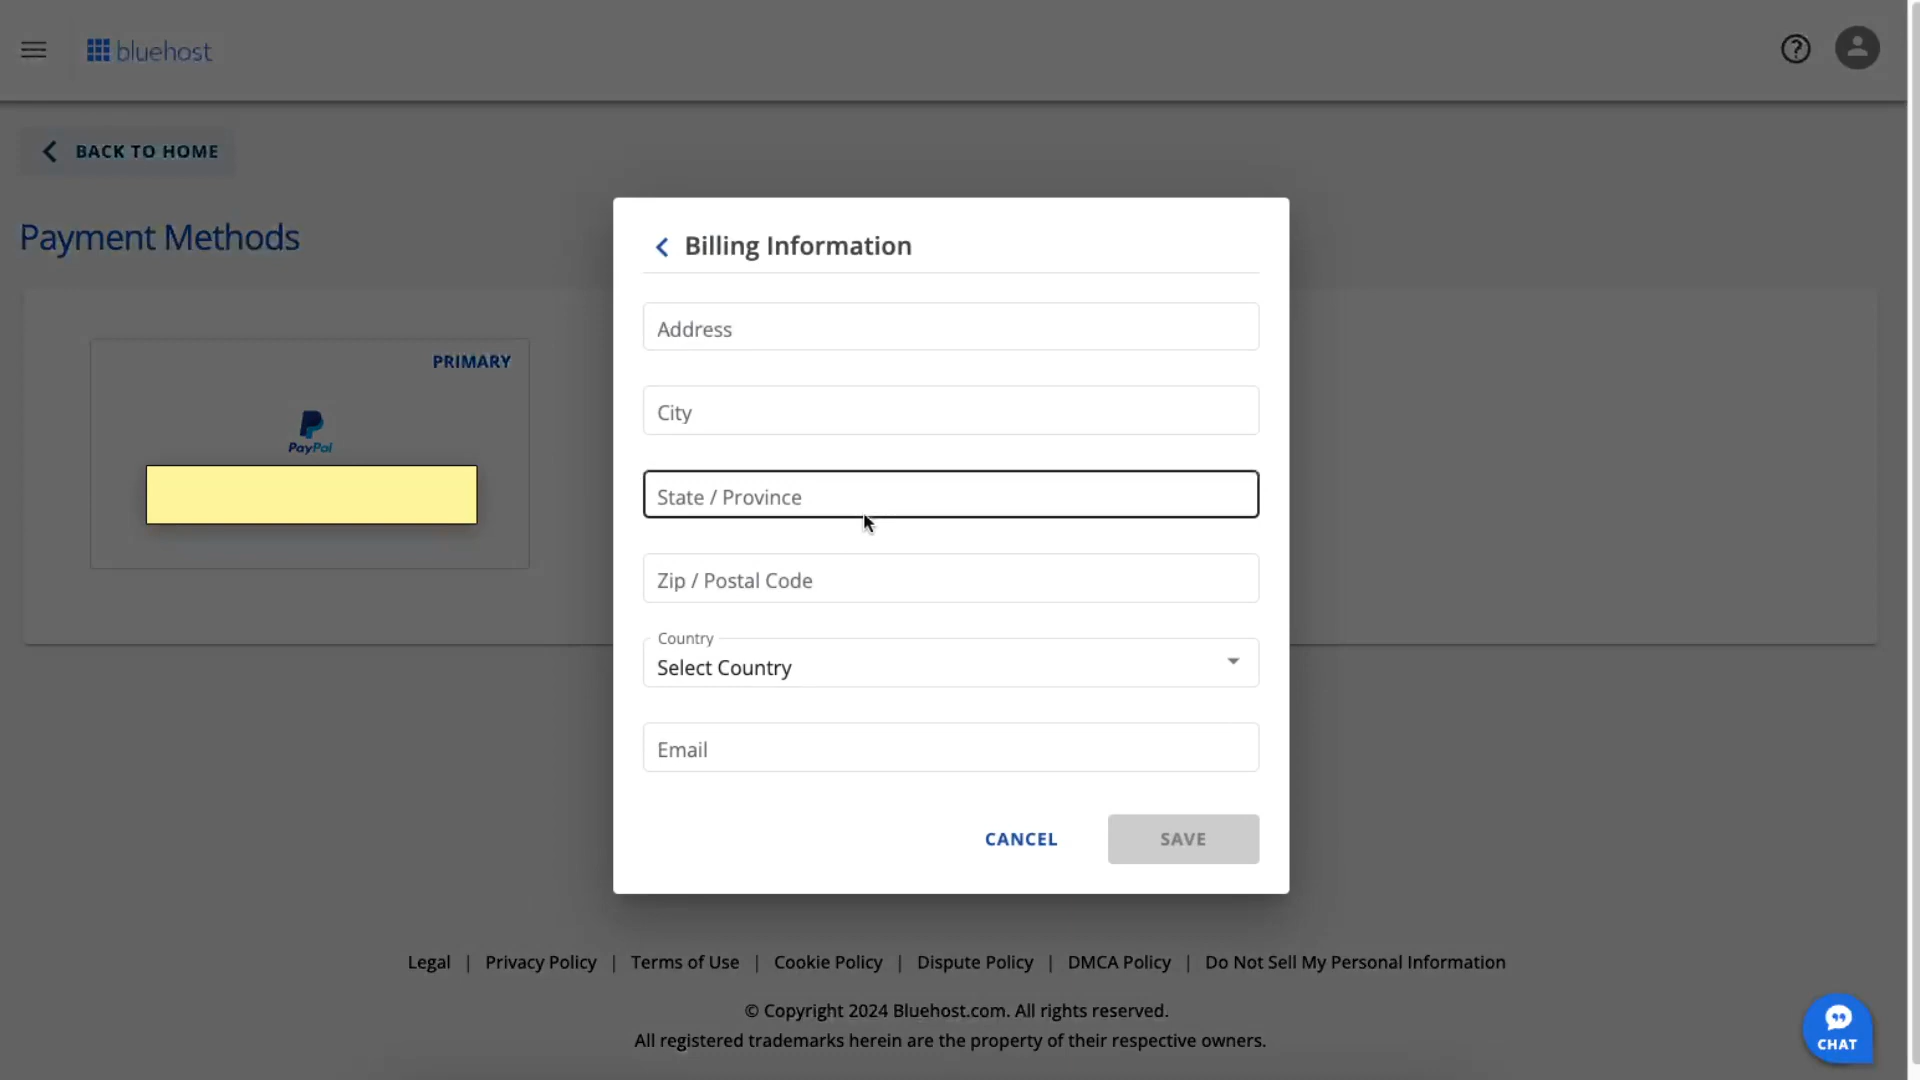 bluehost
BACK TO HOME
Payment Methods
PRIMARY
PayPal
Billing Information
Address
City
State / Province
Zip / Postal Code
Country
Select Country
Email
CANCEL
SAVE
Legal | Privacy Policy | Terms of Use | Cookie Policy | Dispute Policy | DMCA Policy | Do Not Sell My Personal Information
© Copyright 2024 Bluehost.com. All rights reserved.
All registered trademarks herein are the property of their respective owners.
CHAT